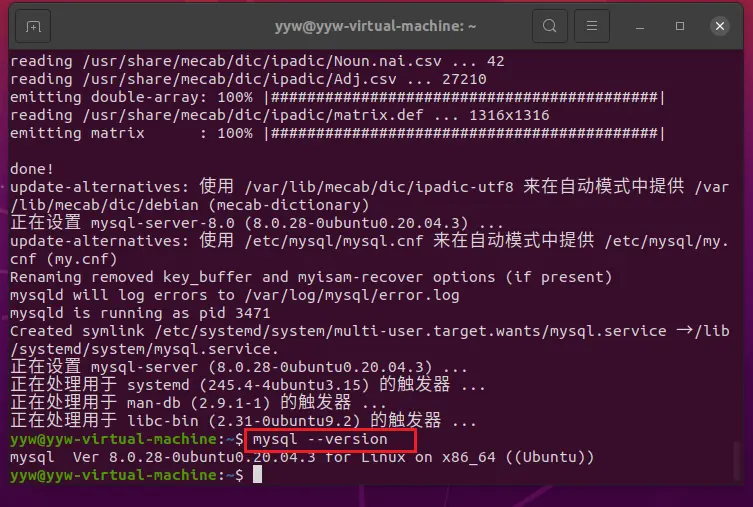 yyw@yyw-virtual-machine: ~
reading /usr/share/mecab/dic/ipadic/Noun.nai.csv ... 42
reading /usr/share/mecab/dic/ipadic/Adj.csv ... 27210
emitting double-array: 100% |###########################################|
reading /usr/share/mecab/dic/ipadic/matrix.def ... 1316x1316
emitting matrix      : 100% |###########################################|
done!
update-alternatives: 使用 /var/lib/mecab/dic/ipadic-utf8 来在自动模式中提供 /var
/lib/mecab/dic/debian (mecab-dictionary)
正在设置 mysql-server-8.0 (8.0.28-0ubuntu0.20.04.3) ...
update-alternatives: 使用 /etc/mysql/mysql.cnf 来在自动模式中提供 /etc/mysql/my.
cnf (my.cnf)
Renaming removed key_buffer and myisam-recover options (if present)
mysqld will log errors to /var/log/mysql/error.log
mysqld is running as pid 3471
Created symlink /etc/systemd/system/multi-user.target.wants/mysql.service →/lib
/systemd/system/mysql.service.
正在设置 mysql-server (8.0.28-0ubuntu0.20.04.3) ...
正在处理用于 systemd (245.4-4ubuntu3.15) 的触发器 ...
正在处理用于 man-db (2.9.1-1) 的触发器 ...
正在处理用于 libc-bin (2.31-0ubuntu9.2) 的触发器 ...
yyw@yyw-virtual-machine:~$ mysql --version
mysql  Ver 8.0.28-0ubuntu0.20.04.3 for Linux on x86_64 ((Ubuntu))
yyw@yyw-virtual-machine:~$